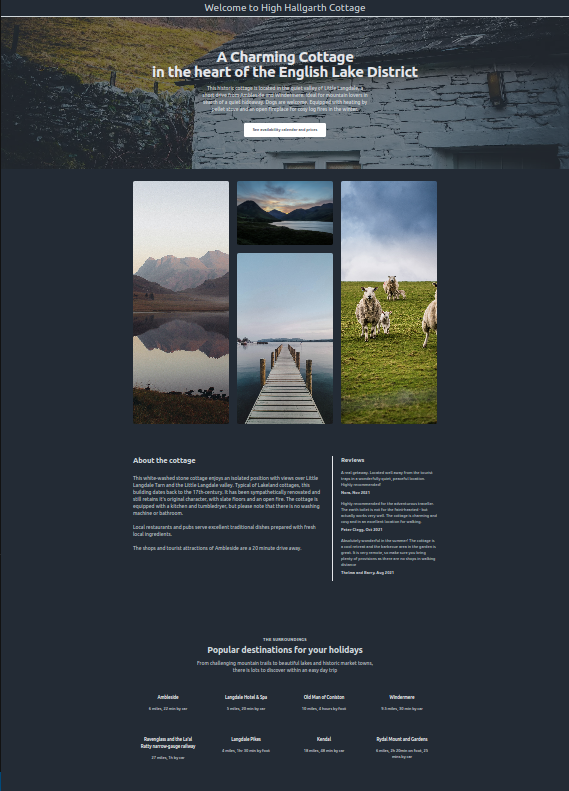 Welcome to High Hallgarth Cottage
A Charming Cottage
in the heart of the English Lake District
This historic cottage is located in the quiet valley of Little Langdale, a
short drive from Ambleside and Windermere. Ideal for mountain lovers in
search of a quiet hideaway. Dogs are welcome. Equipped with heating by
pellet stove and an open fireplace for cosy log fires in the winter.
See availability calendar and prices
About the cottage
This white-washed stone cottage enjoys an isolated position with views over Little
Langdale Tarn and the Little Langdale valley. Typical of Lakeland cottages, this
building dates back to the 17th-century. It has been sympathetically renovated and
still retains it's original character, with slate floors and an open fire. The cottage is
equipped with a kitchen and tumbledryer, but please note that there is no washing
machine or bathroom.
Local restaurants and pubs serve excellent traditional dishes prepared with fresh
local ingredients.
The shops and tourist attractions of Ambleside are a 20 minute drive away.
Reviews
A real getaway. Located well away from the tourist
traps in a wonderfully quiet, peaceful location.
Highly recommended!
Nora, Nov 2021
Highly recommended for the adventurous traveller.
The earth toilet is not for the faint-hearted - but
actually works very well. The cottage is charming and
cosy and is an excellent location for walking.
Peter Clegg, Oct 2021
Absolutely wonderful in the summer! The cottage is
a cool retreat and the barbecue area in the garden is
great. It is very remote, so make sure you bring
plenty of provisions as there are no shops in walking
distance
Thelma and Barry, Aug 2021
THE SURROUNDINGS
Popular destinations for your holidays
From challenging mountain trails to beautiful lakes and historic market towns,
there is lots to discover within an easy day trip
Ambleside
6 miles, 22 min by car
Langdale Hotel & Spa
3 miles, 20 min by car
Old Man of Coniston
10 miles, 4 hours by foot
Windermere
9.5 miles, 30 min by car
Ravenglass and the La'al
Ratty narrow-gauge railway
27 miles, 1h by car
Langdale Pikes
4 miles, 1hr 30 min by foot
Kendal
18 miles, 40 min by car
Rydal Mount and Gardens
6 miles, 2h 20min on foot, 25
mins by car